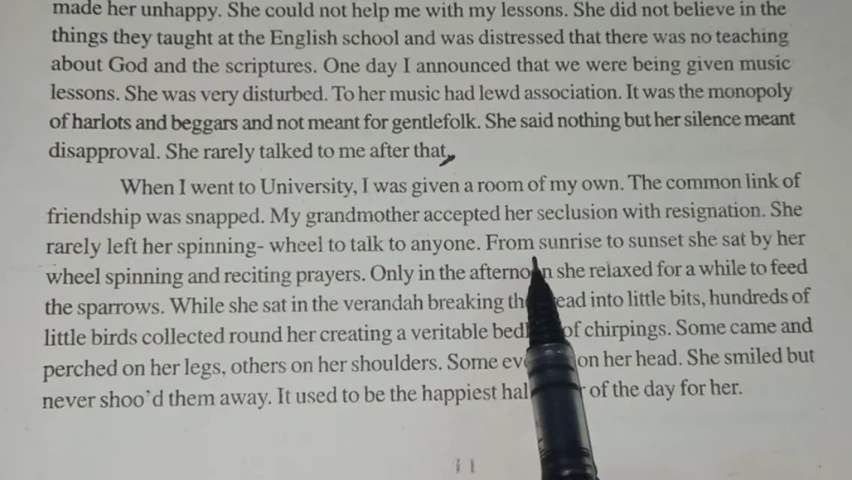 made her unhappy. She could not help me with my lessons. She did not believe in the
things they taught at the English school and was distressed that there was no teaching
about God and the scriptures. One day I announced that we were being given music
lessons. She was very disturbed. To her music had lewd association. It was the monopoly
of harlots and beggars and not meant for gentlefolk. She said nothing but her silence meant
disapproval. She rarely talked to me after that,
When I went to University, I was given a room of my own. The common link of
friendship was snapped. My grandmother accepted her seclusion with resignation. She
rarely left her spinning- wheel to talk to anyone. From sunrise to sunset she sat by her
wheel spinning and reciting prayers. Only in the afternoon she relaxed for a while to feed
the sparrows. While she sat in the verandah breaking the bread into little bits, hundreds of
little birds collected round her creating a veritable of chirpings. Some came and
perched on her legs, others on her shoulders. Some on her head. She smiled but
never shoo'd them away. It used to be the happiest of the day for her.
11